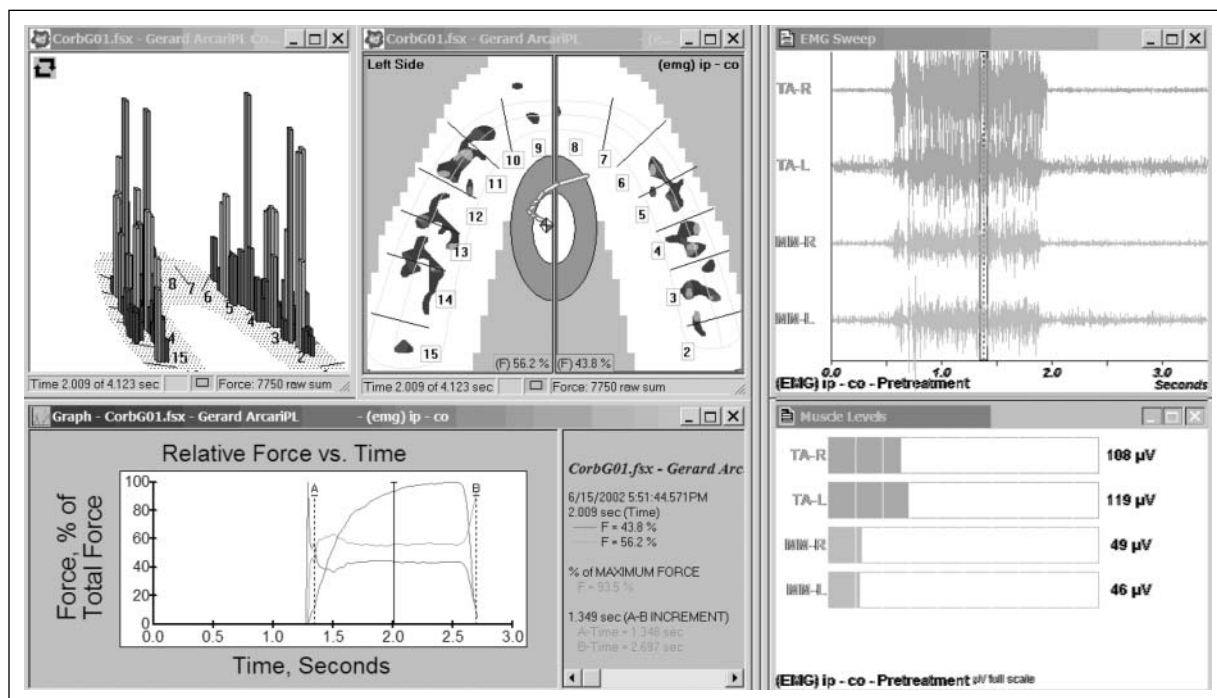 CorbG01.fsx - Gerard ArcariPL Co...
Time 2.009 of 4.123 sec
Force: 7750 raw sum
8
7
6
5
4
3
2
4
15
CorbG01.fsx - Gerard ArcariPL - (e
Left Side
(emg) ip - co
9
8
10
7
11
6
12
5
13
4
14
3
15
2
(F) 56.2 %
(F) 43.8 %
Time 2.009 of 4.123 sec
Force: 7750 raw sum
EMG Sweep
TA-R
TA-L
MM-R
MM-L
0.0
1.0
2.0
3.0
Seconds
(EMG) ip - co - Pretreatment
Graph - CorbG01.fsx - Gerard ArcariPL - (emg) ip - co
Relative Force vs. Time
Force, % of
Total Force
100
80
60
40
20
0
A
B
0.0
0.5
1.0
1.5
2.0
2.5
3.0
Time, Seconds
CorbG01.fsx - Gerard Arca
6/15/2002 5:51:44.571PM
2.009 sec (Time)
F = 43.8 %
F = 56.2 %
% of MAXIMUM FORCE
F = 93.5 %
1.349 sec (A-B INCREMENT)
A-Time = 1.348 sec
B-Time = 2.697 sec
Muscle Levels
TA-R
108 µV
TA-L
119 µV
MM-R
49 µV
MM-L
46 µV
(EMG) ip - co - Pretreatment µV full scale